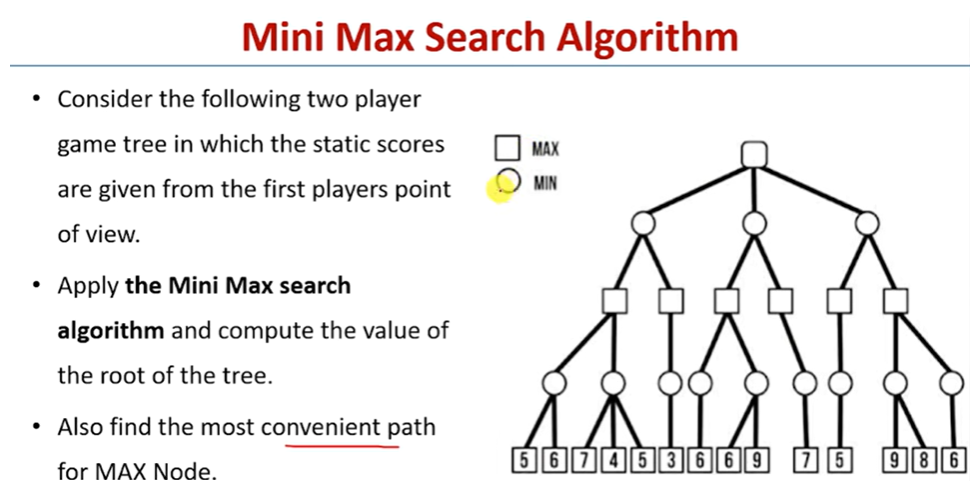 Mini Max Search Algorithm
• Consider the following two player
game tree in which the static scores
are given from the first players point
of view.
• Apply the Mini Max search
algorithm and compute the value of
the root of the tree.
• Also find the most convenient path
for MAX Node.
MAX
MIN
5 6 7 4 5 3 6 6 9 7 5 9 8 6